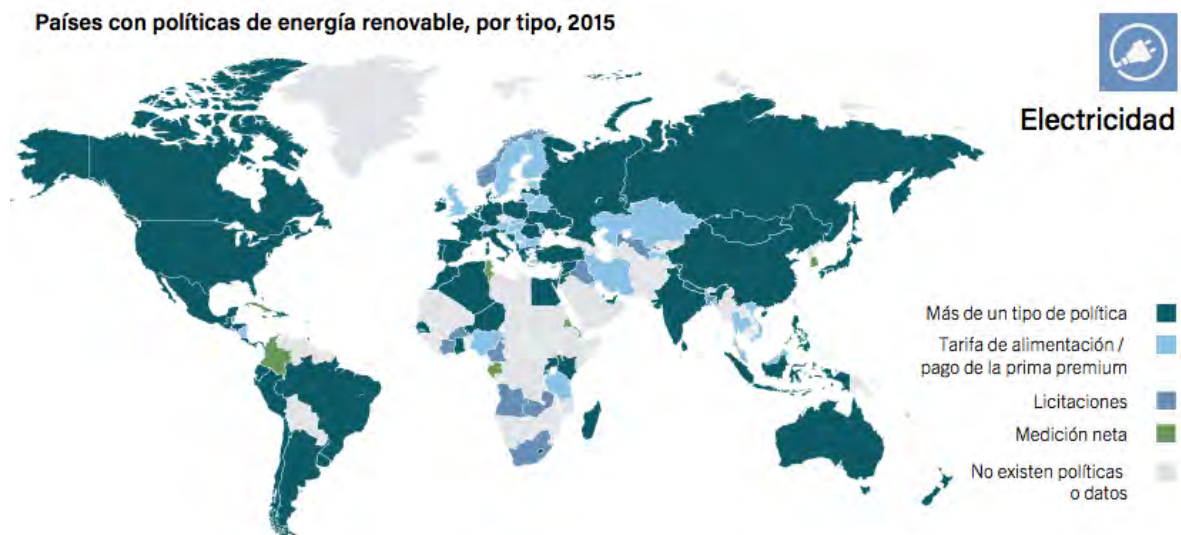 Países con políticas de energía renovable, por tipo, 2015
Electricidad
Más de un tipo de política
Tarifa de alimentación /
pago de la prima premium
Licitaciones
Medición neta
No existen políticas
o datos